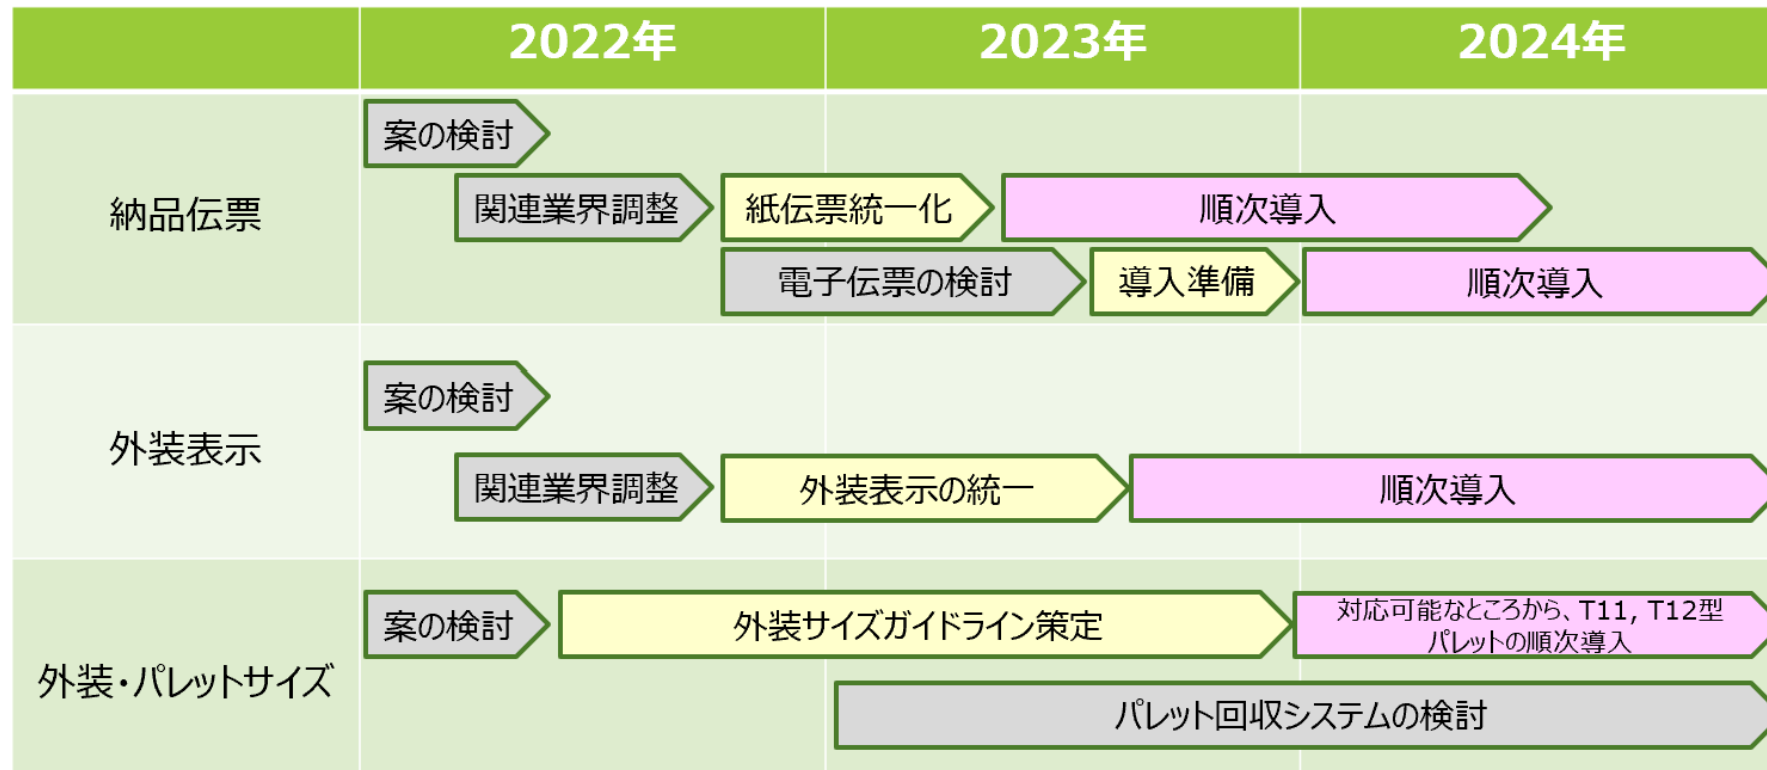 2022年
2023年
2024年
納品伝票
案の検討
関連業界調整
紙伝票統一化
順次導入
電子伝票の検討
導入準備
順次導入
外装表示
案の検討
関連業界調整
外装表示の統一
順次導入
外装・パレットサイズ
案の検討
外装サイズガイドライン策定
対応可能なところから、T11, T12型
パレットの順次導入
パレット回収システムの検討